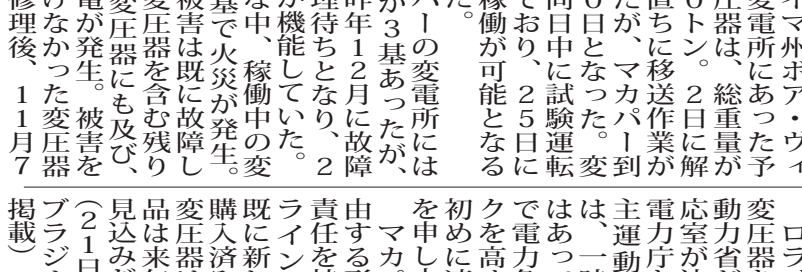 イマ州ボア・ヴィ
変電所にあった予
圧器は、総重量が
0トン。2日に解
直ちに移送作業が
たが、マカパー到
0日となった。変
同日中に試験運転
ており、25日に
稼働が可能となる
た。
パーの変電所には
が3基あったが、
昨年12月に故障
理待ちとなり、2
が機能していた。
な中、稼働中の変
基で火災が発生。
被害は既に故障し
変圧器を含む残り
変圧器にも及び、
電が発生。被害を
けなかった変圧器
修理後、11月7
ロラ
変圧器
動力省が
応室が
電力庁
主運動
は、一時
はあっ
で電力
クを高
初めに
を申し
マカ
由する
責任を
ライン
既に新し
購入済
変圧器
品は来年
見込み
(21日
ブラジ
掲載)